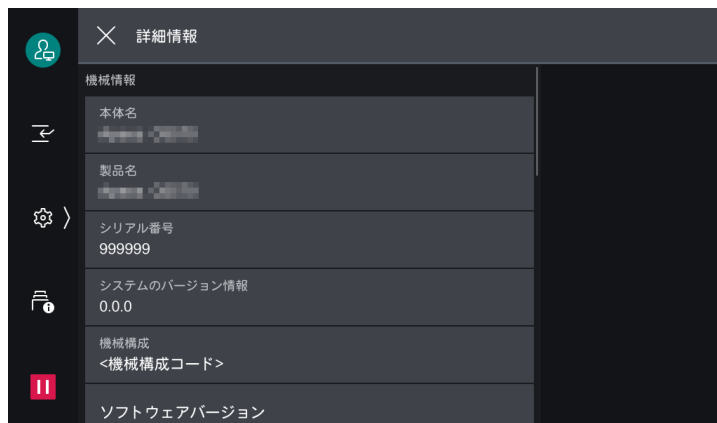 詳細情報
機械情報
本体名
製品名
シリアル番号
999999
システムのバージョン情報
0.0.0
機械構成
<機械構成コード>
ソフトウェアバージョン